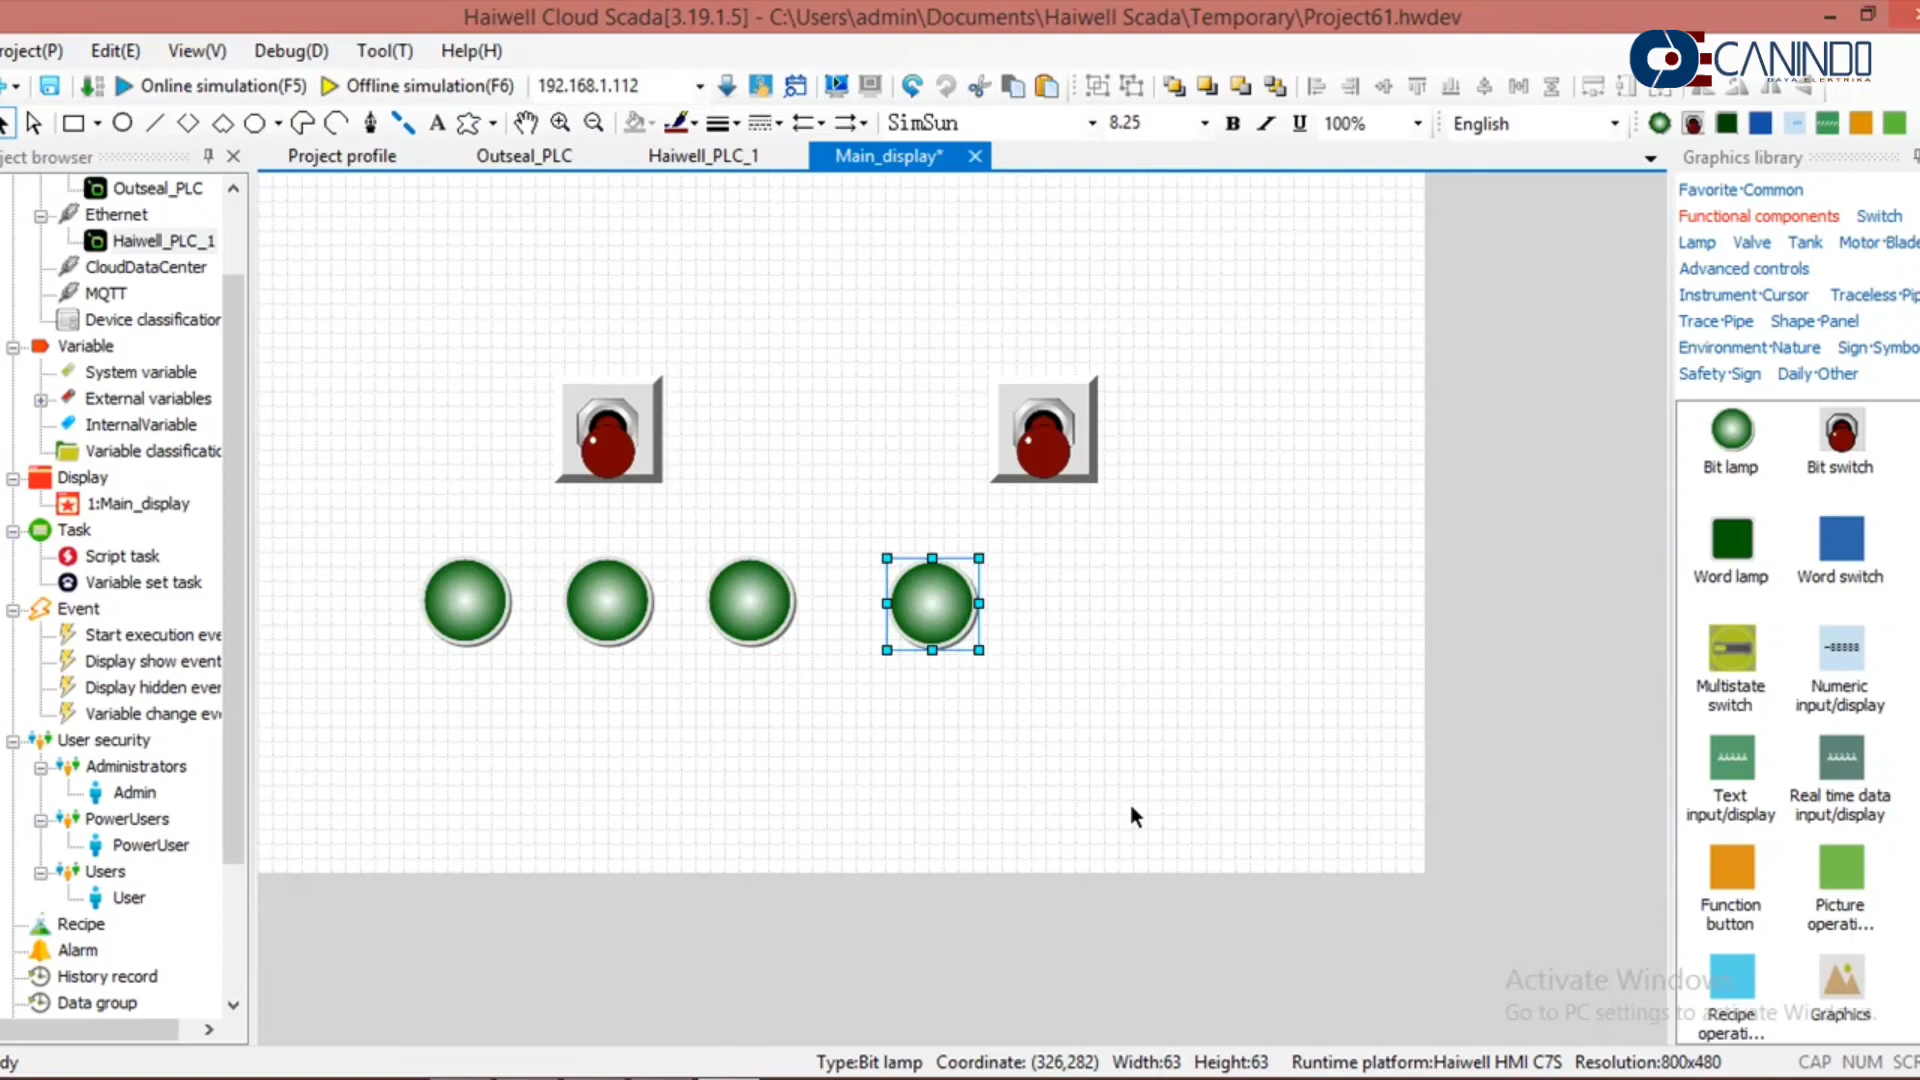 Haiwell Cloud Scada[3.19.1.5] - C:\Users\admin\Documents\Haiwell Scada\Temporary\Project61.hwdev
roject(P) Edit(E) View(V) Debug(D) Tool(T) Help(H)
CANINDO
DAYA ELEKTRIKA
Online simulation(F5) Offline simulation(F6) 192.168.1.112
SimSun 8.25 B I U 100% English
ject browser
Project profile Outseal_PLC Haiwell_PLC_1 Main_display*
Graphics library
Outseal_PLC
Ethernet
Haiwell_PLC_1
CloudDataCenter
MQTT
Device classification
Variable
System variable
External variables
InternalVariable
Variable classificatic
Display
1:Main_display
Task
Script task
Variable set task
Event
Start execution eve
Display show event
Display hidden ever
Variable change eve
User security
Administrators
Admin
PowerUsers
PowerUser
Users
User
Recipe
Alarm
History record
Data group
Favorite·Common
Functional components Switch
Lamp Valve Tank Motor·Blade
Advanced controls
Instrument·Cursor Traceless·Pip
Trace·Pipe Shape·Panel
Environment·Nature Sign·Symbo
Safety·Sign Daily·Other
Bit lamp Bit switch
Word lamp Word switch
Multistate switch
Numeric input/display
Text input/display
Real time data input/display
Function button
Picture operati...
Recipe operati...
Graphics
Activate Windows
Go to PC settings to activate Windows.
dy Type:Bit lamp Coordinate: (326,282) Width:63 Height:63 Runtime platform:Haiwell HMI C7S Resolution:800x480 CAP NUM SCR